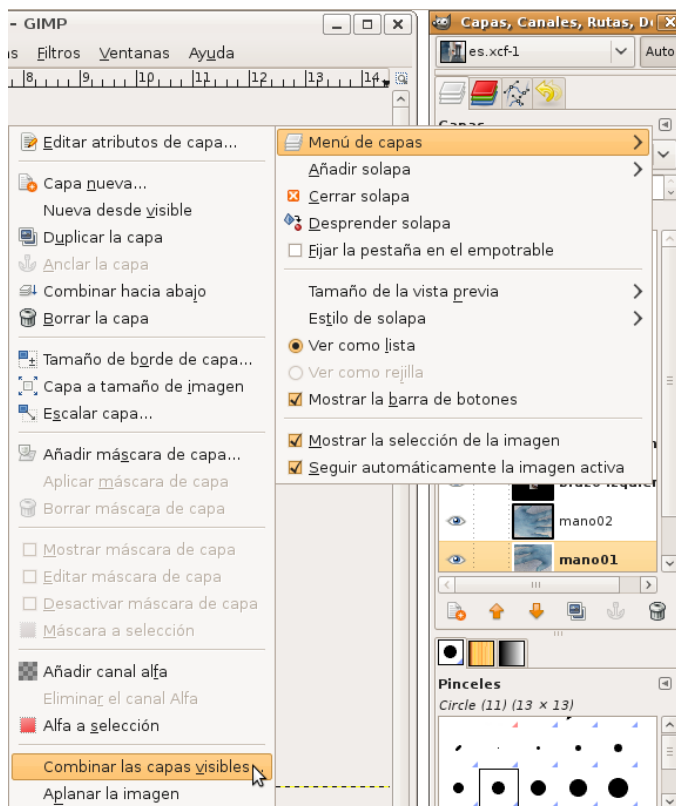 - GIMP
Capas, Canales, Rutas, De
Filtros Ventanas Ayuda
8 9 10 11 12 13 14
es.xcf-1
Auto
Capas
Editar atributos de capa...
Capa nueva...
Nueva desde visible
Duplicar la capa
Anclar la capa
Combinar hacia abajo
Borrar la capa
Tamaño de borde de capa...
Capa a tamaño de imagen
Escalar capa...
Añadir máscara de capa...
Aplicar máscara de capa
Borrar máscara de capa
Mostrar máscara de capa
Editar máscara de capa
Desactivar máscara de capa
Máscara a selección
Añadir canal alfa
Eliminar el canal Alfa
Alfa a selección
Combinar las capas visibles...
Aplanar la imagen
Menú de capas
Añadir solapa
Cerrar solapa
Desprender solapa
Fijar la pestaña en el empotrable
Tamaño de la vista previa
Estilo de solapa
Ver como lista
Ver como rejilla
Mostrar la barra de botones
Mostrar la selección de la imagen
Seguir automáticamente la imagen activa
mano02
mano01
Pinceles
Circle (11) (13 × 13)